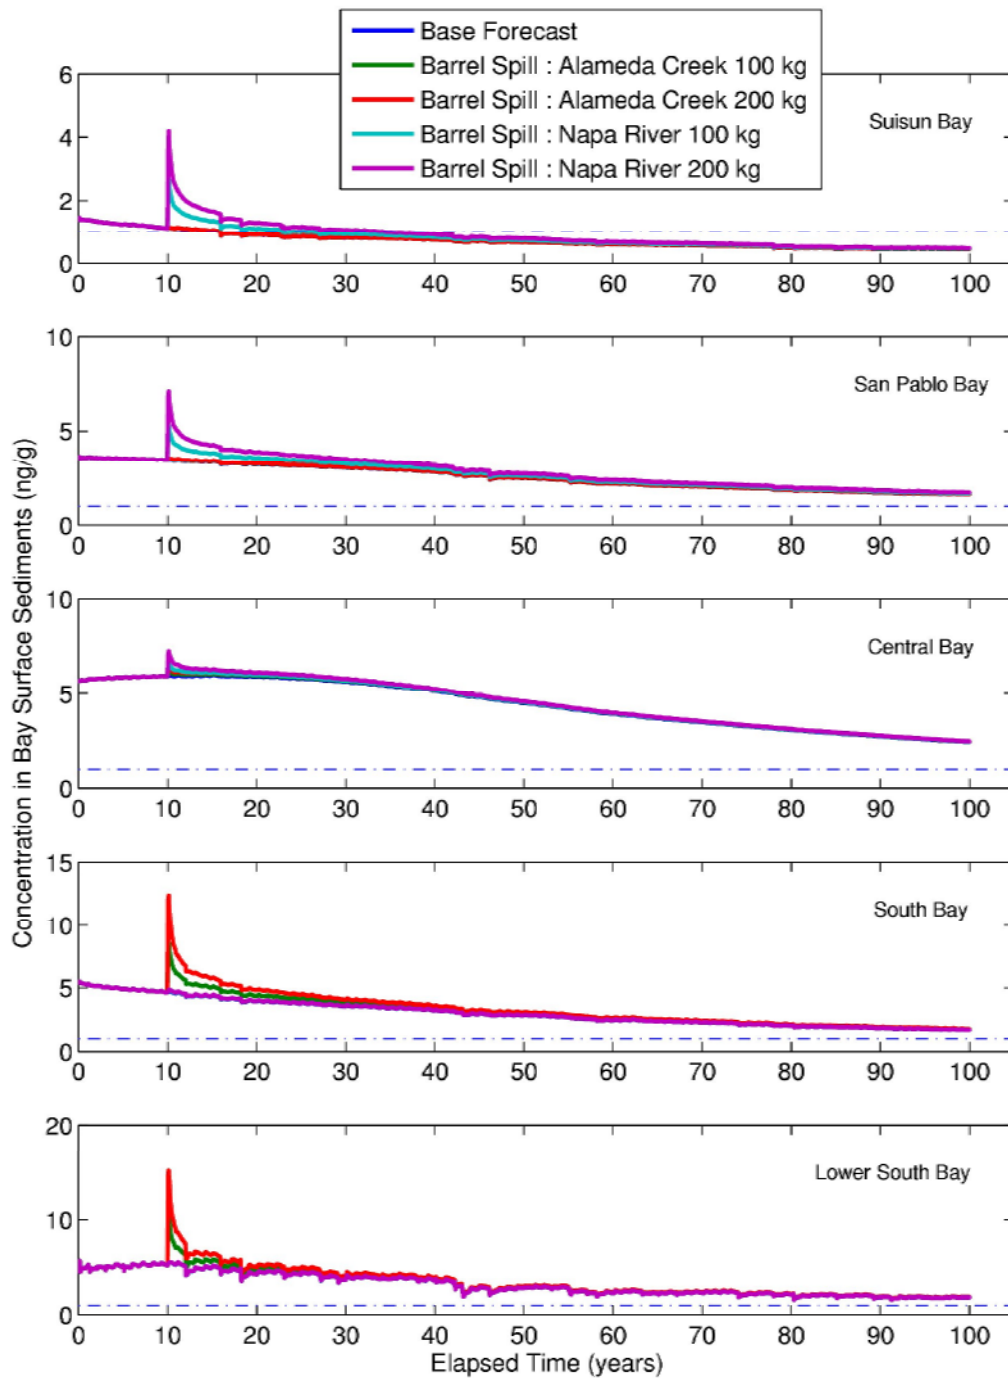 Base Forecast
Barrel Spill : Alameda Creek 100 kg
Barrel Spill : Alameda Creek 200 kg
Barrel Spill : Napa River 100 kg
Barrel Spill : Napa River 200 kg
6
4
2
0
Suisun Bay
0 10 20 30 40 50 60 70 80 90 100
10
5
0
San Pablo Bay
0 10 20 30 40 50 60 70 80 90 100
Concentration in Bay Surface Sediments (ng/g)
10
5
0
Central Bay
0 10 20 30 40 50 60 70 80 90 100
15
10
5
0
South Bay
0 10 20 30 40 50 60 70 80 90 100
20
10
0
Lower South Bay
0 10 20 30 40 50 60 70 80 90 100
Elapsed Time (years)